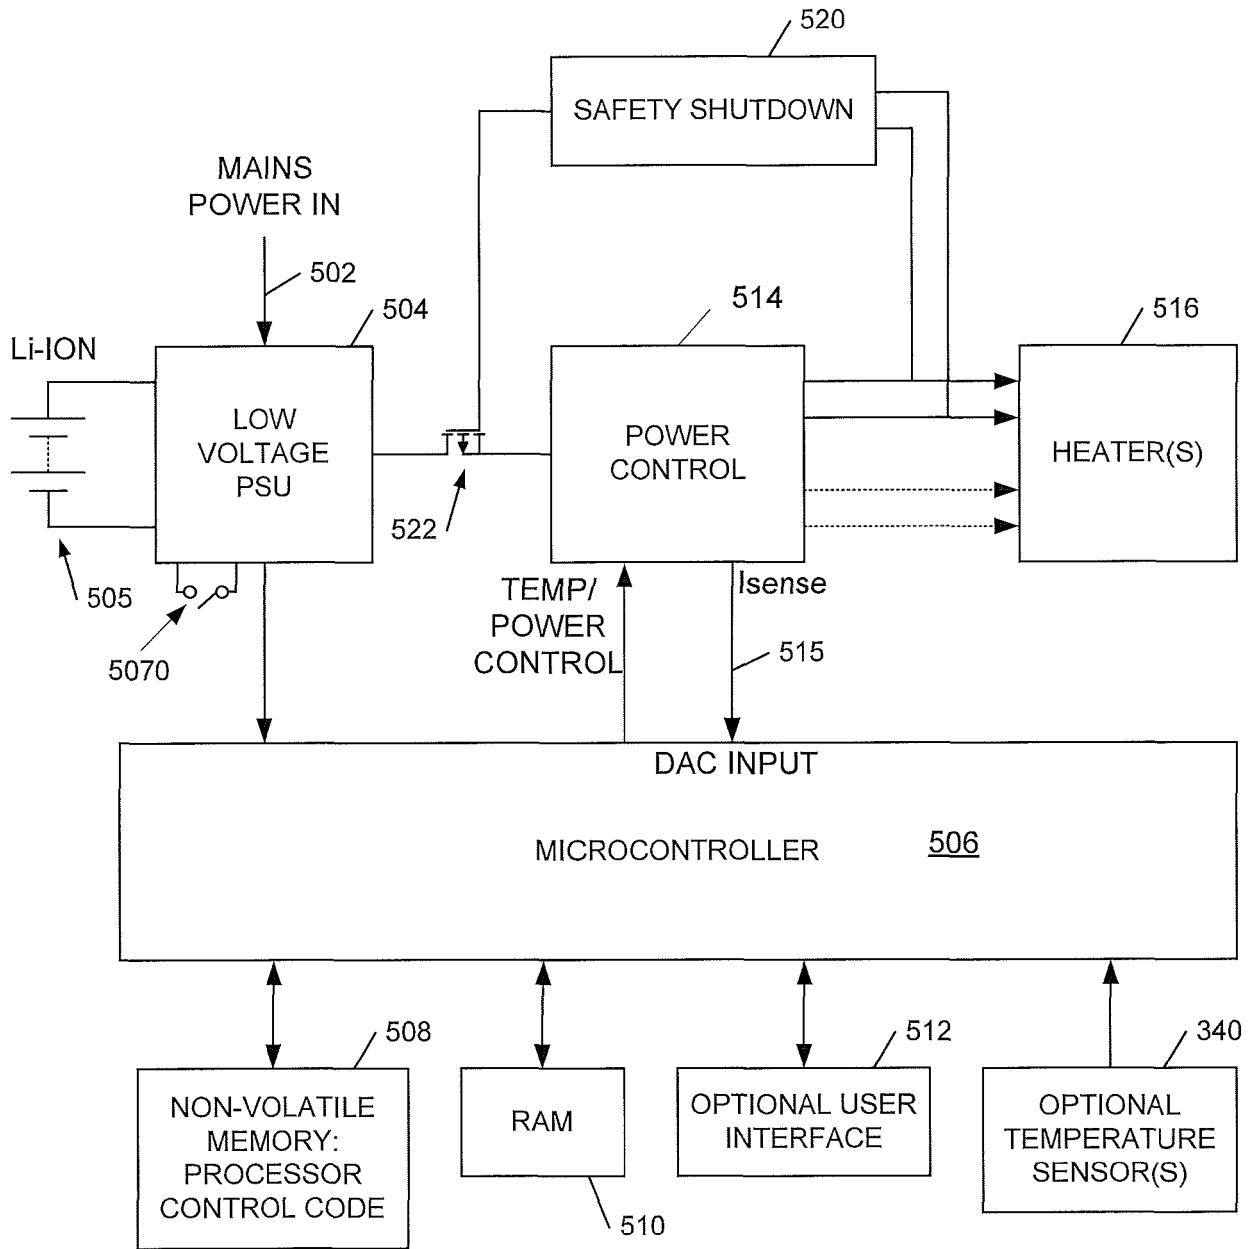 520
SAFETY SHUTDOWN
MAINS
POWER IN
502
504
514
516
Li-ION
LOW
VOLTAGE
PSU
POWER
CONTROL
HEATER(S)
522
505
5070
TEMP/
POWER
CONTROL
Isense
515
DAC INPUT
MICROCONTROLLER
506
508
512
340
NON-VOLATILE
MEMORY:
PROCESSOR
CONTROL CODE
RAM
OPTIONAL USER
INTERFACE
OPTIONAL
TEMPERATURE
SENSOR(S)
510